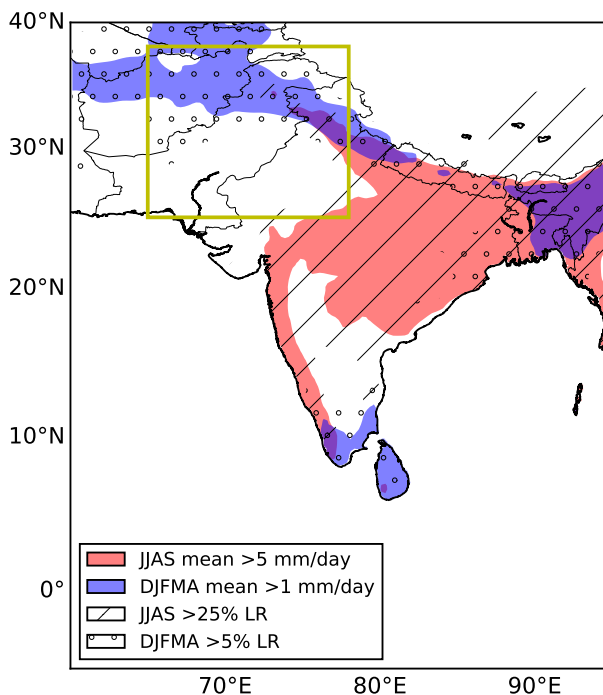 40°N
30°N
20°N
10°N
0°
JJAS mean >5 mm/day
DJFMA mean >1 mm/day
JJAS >25% LR
DJFMA >5% LR
70°E 80°E 90°E